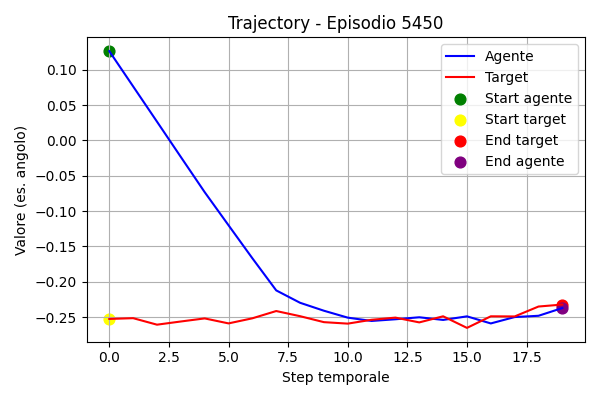 Trajectory - Episodio 5450
Agente
Target
Start agente
Start target
End target
End agente
Valore (es. angolo)
0.10
0.05
0.00
−0.05
−0.10
−0.15
−0.20
−0.25
0.0 2.5 5.0 7.5 10.0 12.5 15.0 17.5
Step temporale